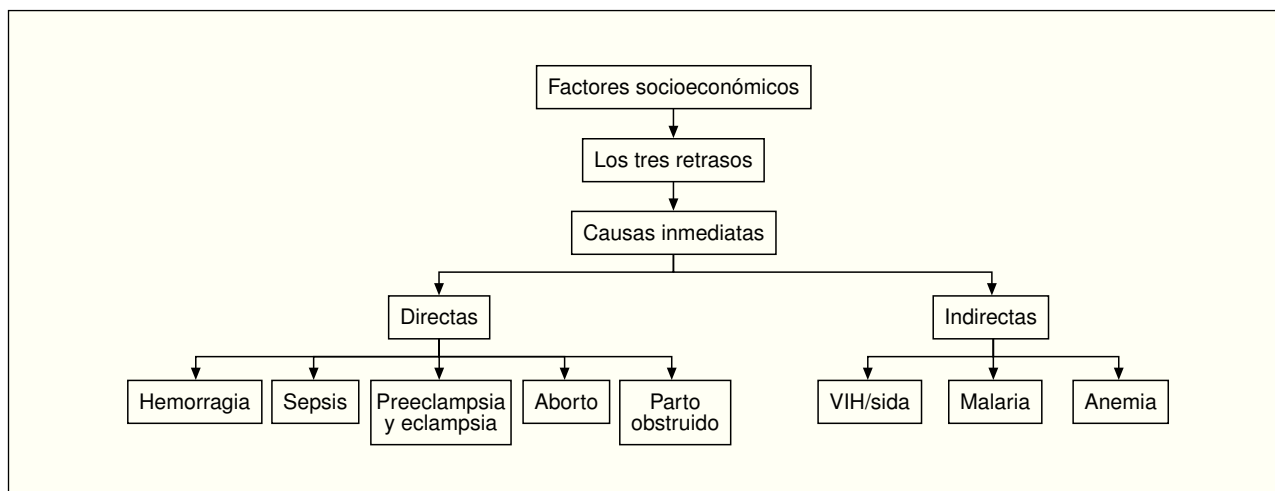 Factores socioeconómicos
Los tres retrasos
Causas inmediatas
Directas
Indirectas
Hemorragia
Sepsis
Preeclampsia
y eclampsia
Aborto
Parto
obstruido
VIH/sida
Malaria
Anemia